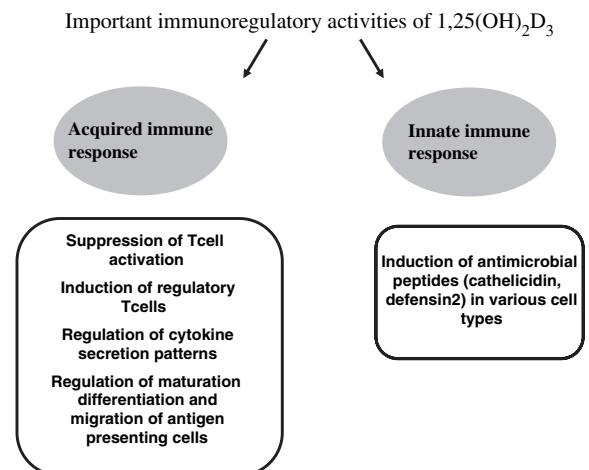 Important immunoregulatory activities of 1,25(OH)₂D₃
Acquired immune
response
Innate immune
response
Suppression of Tcell
activation
Induction of regulatory
Tcells
Regulation of cytokine
secretion patterns
Regulation of maturation
differentiation and
migration of antigen
presenting cells
Induction of antimicrobial
peptides (cathelicidin,
defensin2) in various cell
types